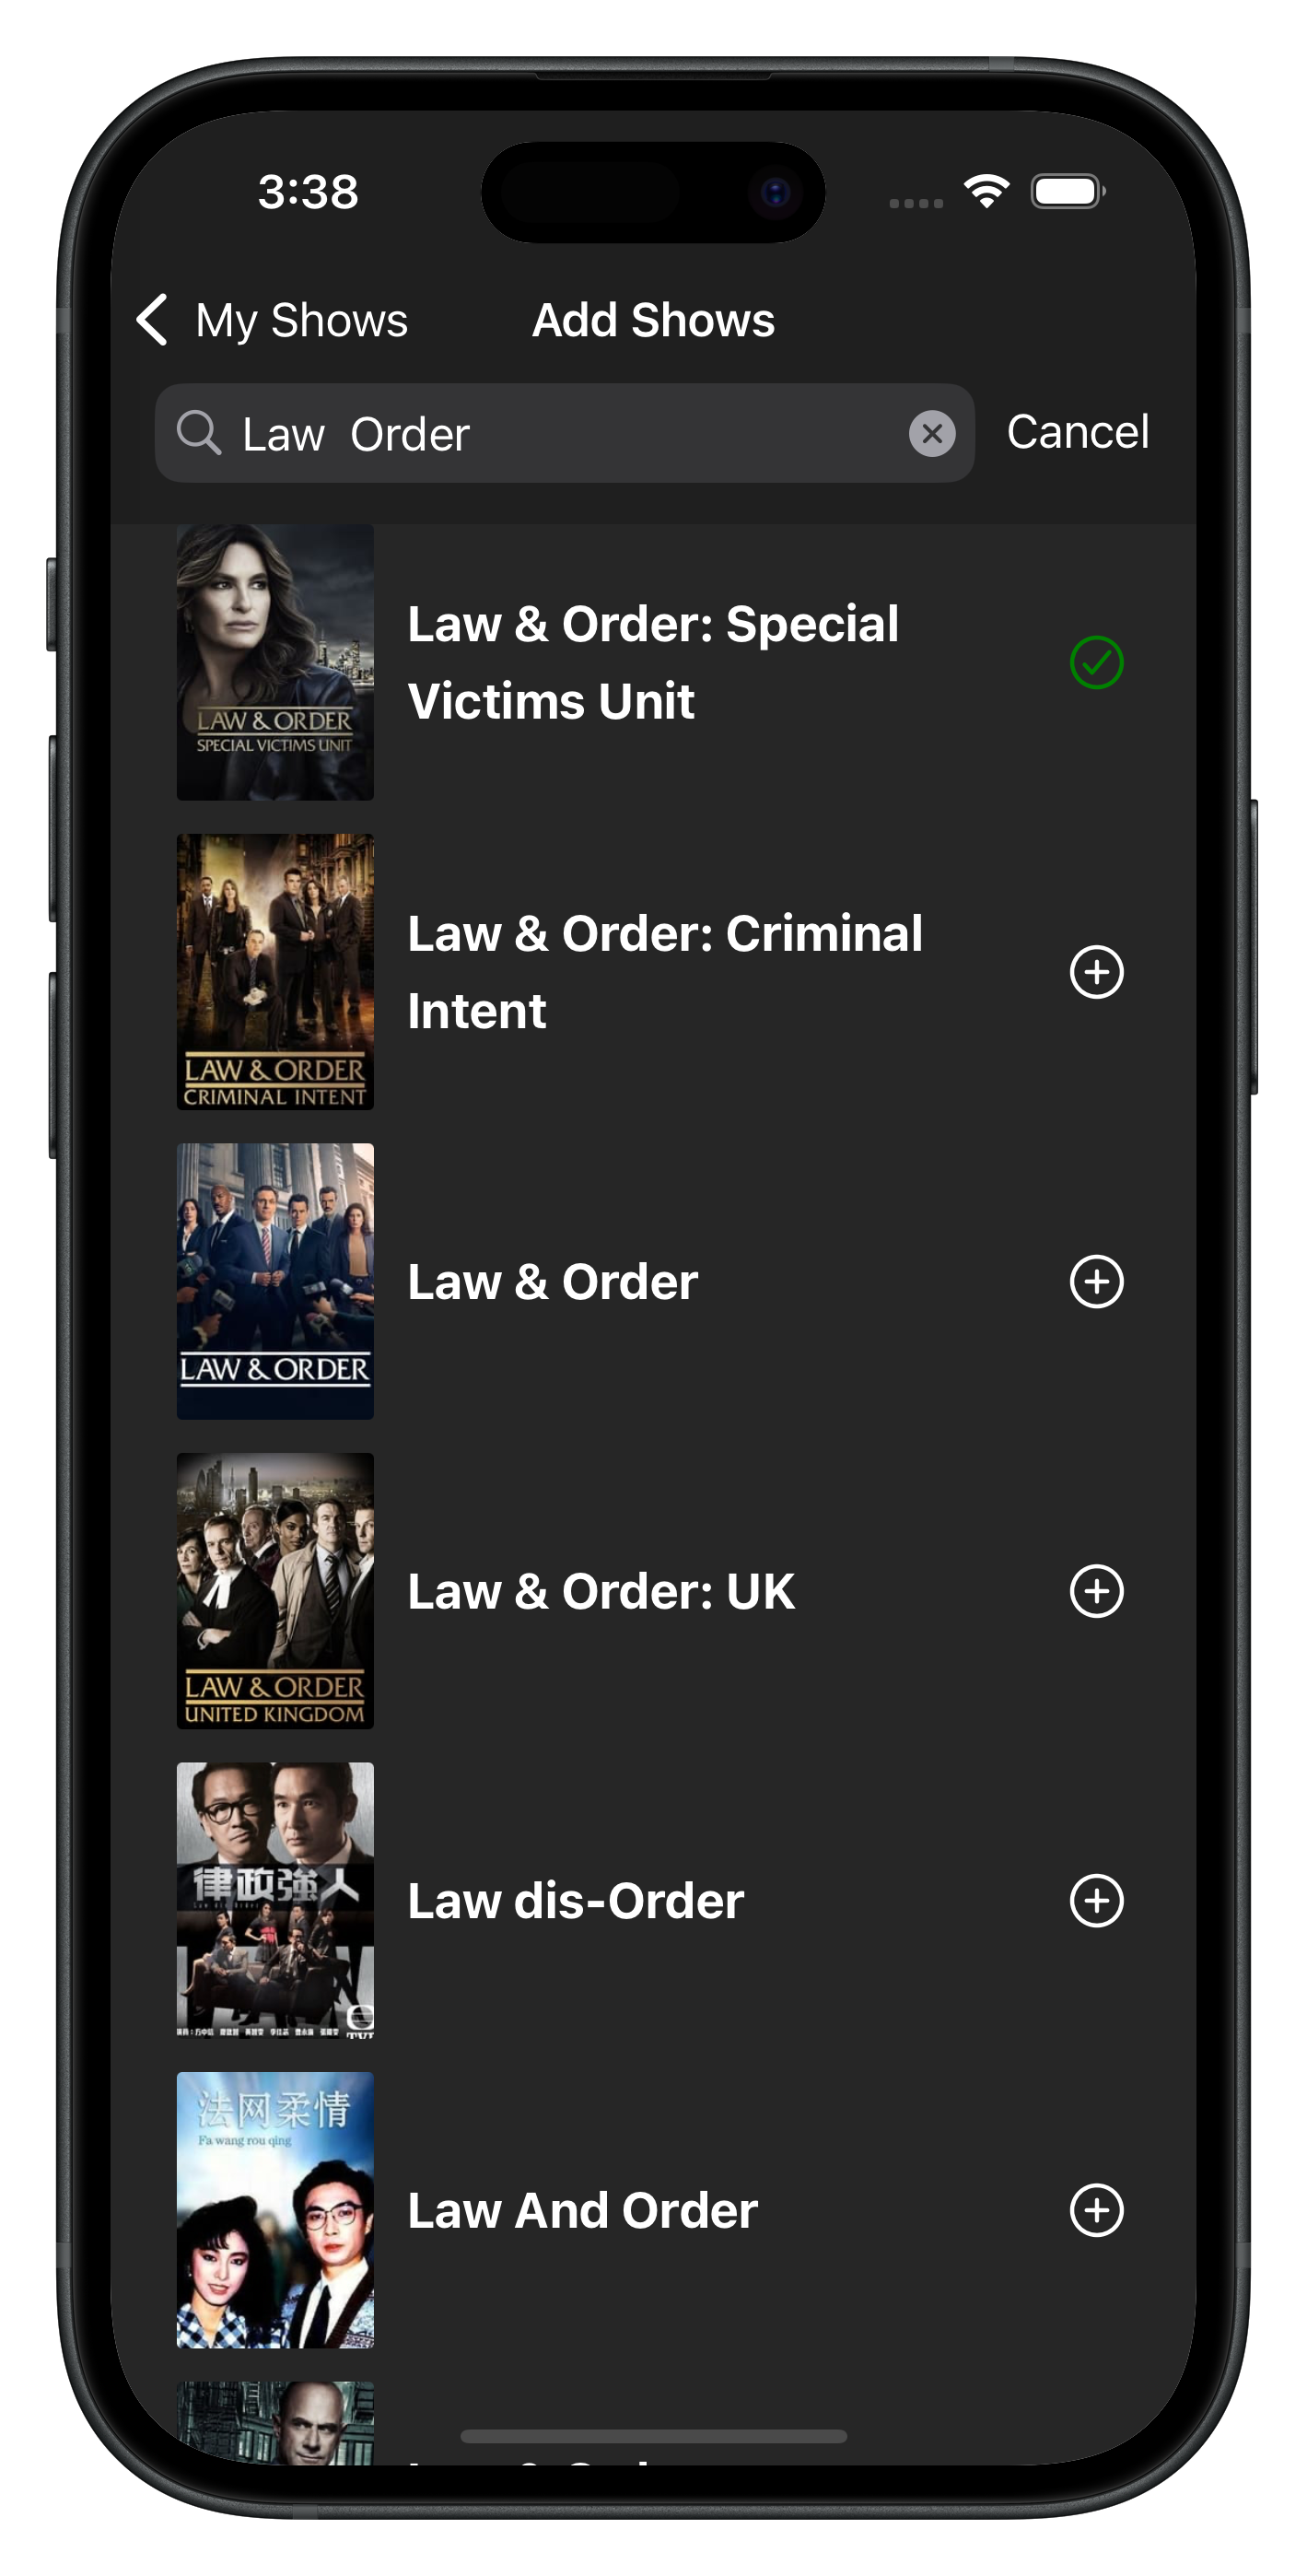 3:38
My Shows
Add Shows
Law  Order
Cancel
LAW & ORDER
SPECIAL VICTIMS UNIT
Law & Order: Special
Victims Unit
LAW & ORDER
CRIMINAL INTENT
Law & Order: Criminal
Intent
LAW & ORDER
Law & Order
LAW & ORDER
UNITED KINGDOM
Law & Order: UK
律政強人
Law dis-Order
法网柔情
Fa wang rou qing
Law And Order